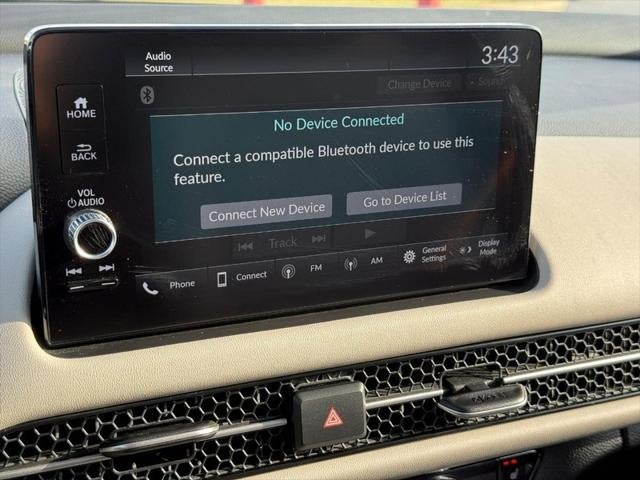 Audio
Source
3:43
Change Device
Sound
HOME
BACK
No Device Connected
Connect a compatible Bluetooth device to use this
feature.
Connect New Device
Go to Device List
VOL
AUDIO
Track
Phone
Connect
FM
AM
General
Settings
Display
Mode